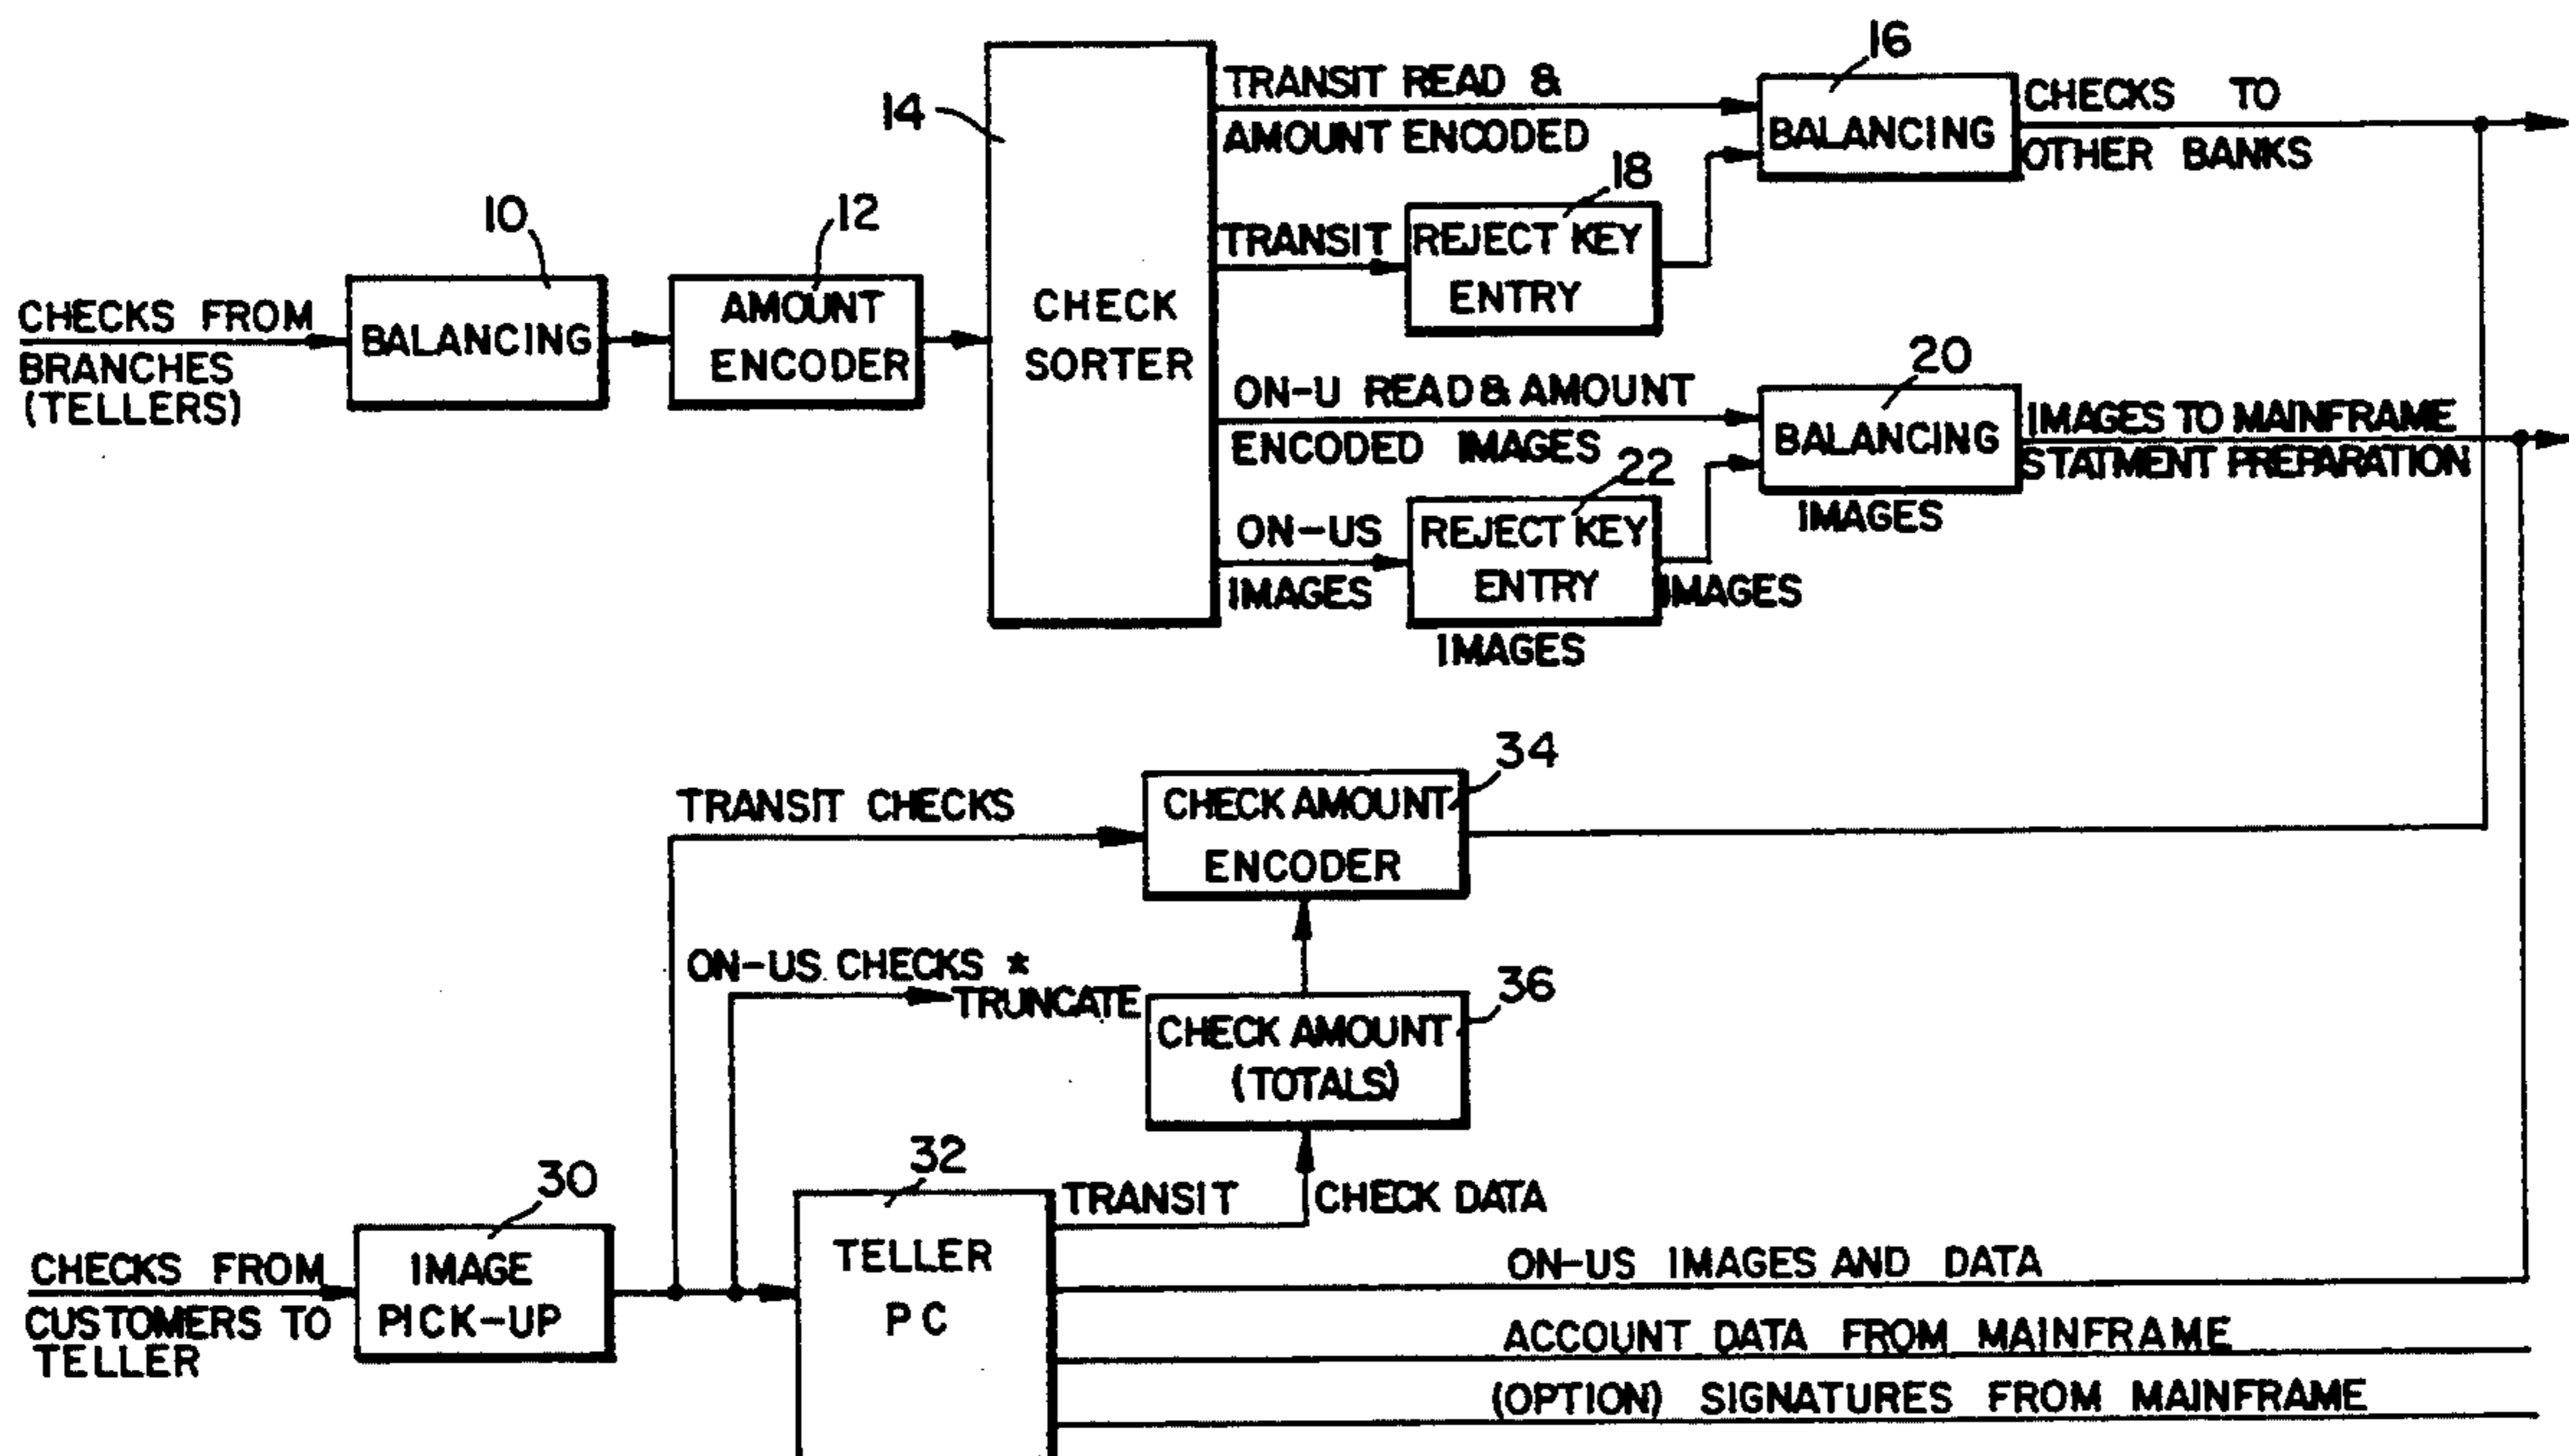 16
14
TRANSIT READ &
AMOUNT ENCODED
BALANCING
CHECKS TO
OTHER BANKS
18
10
12
TRANSIT
REJECT KEY
ENTRY
CHECKS FROM
BRANCHES
(TELLERS)
BALANCING
AMOUNT
ENCODER
CHECK
SORTER
20
ON-U READ & AMOUNT
ENCODED IMAGES
BALANCING
IMAGES
IMAGES TO MAINFRAME
STATMENT PREPARATION
22
ON-US
IMAGES
REJECT KEY
ENTRY
IMAGES
IMAGES
34
TRANSIT CHECKS
CHECK AMOUNT
ENCODER
ON-US CHECKS *
TRUNCATE
36
CHECK AMOUNT
(TOTALS)
30
32
TRANSIT
CHECK DATA
CHECKS FROM
CUSTOMERS TO
TELLER
IMAGE
PICK-UP
TELLER
PC
ON-US IMAGES AND DATA
ACCOUNT DATA FROM MAINFRAME
(OPTION) SIGNATURES FROM MAINFRAME